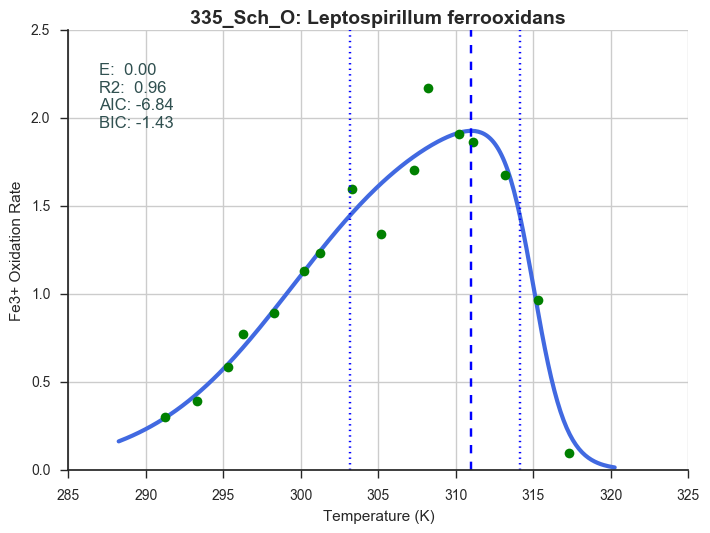 335_Sch_O: Leptospirillum ferrooxidans
E:  0.00
R2:  0.96
AIC: -6.84
BIC: -1.43
Fe3+ Oxidation Rate
2.5
2.0
1.5
1.0
0.5
0.0
285 290 295 300 305 310 315 320 325
Temperature (K)